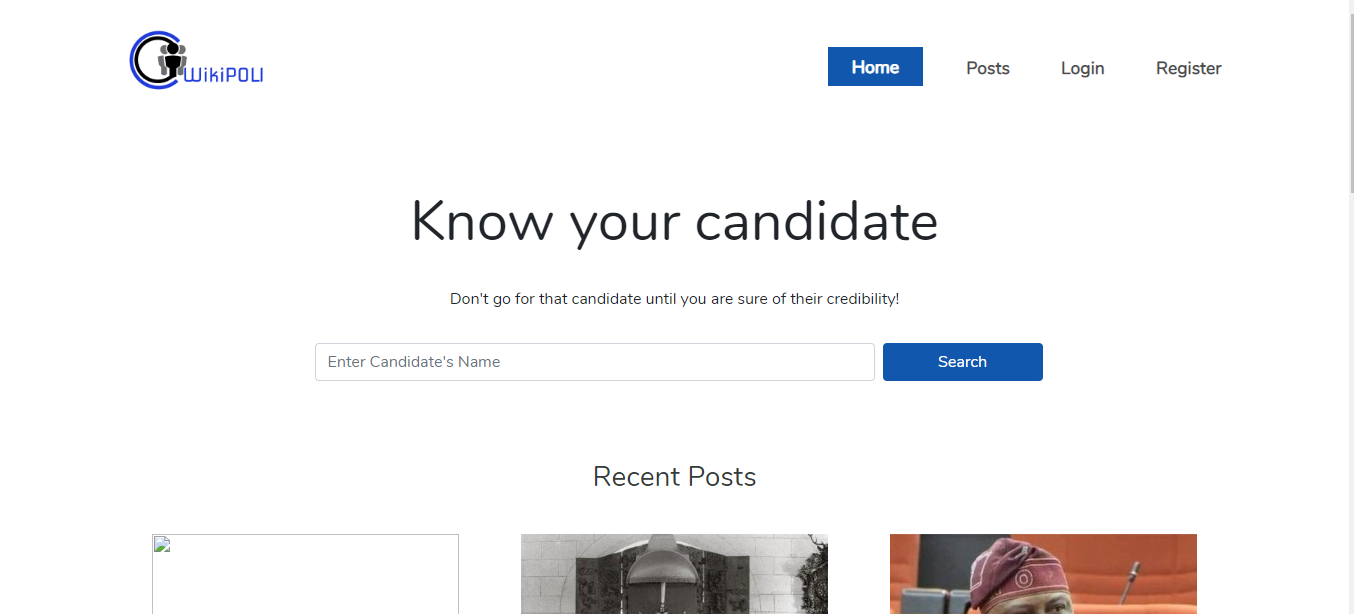 WikiPOLI
Home
Posts
Login
Register
Know your candidate
Don't go for that candidate until you are sure of their credibility!
Enter Candidate's Name
Search
Recent Posts